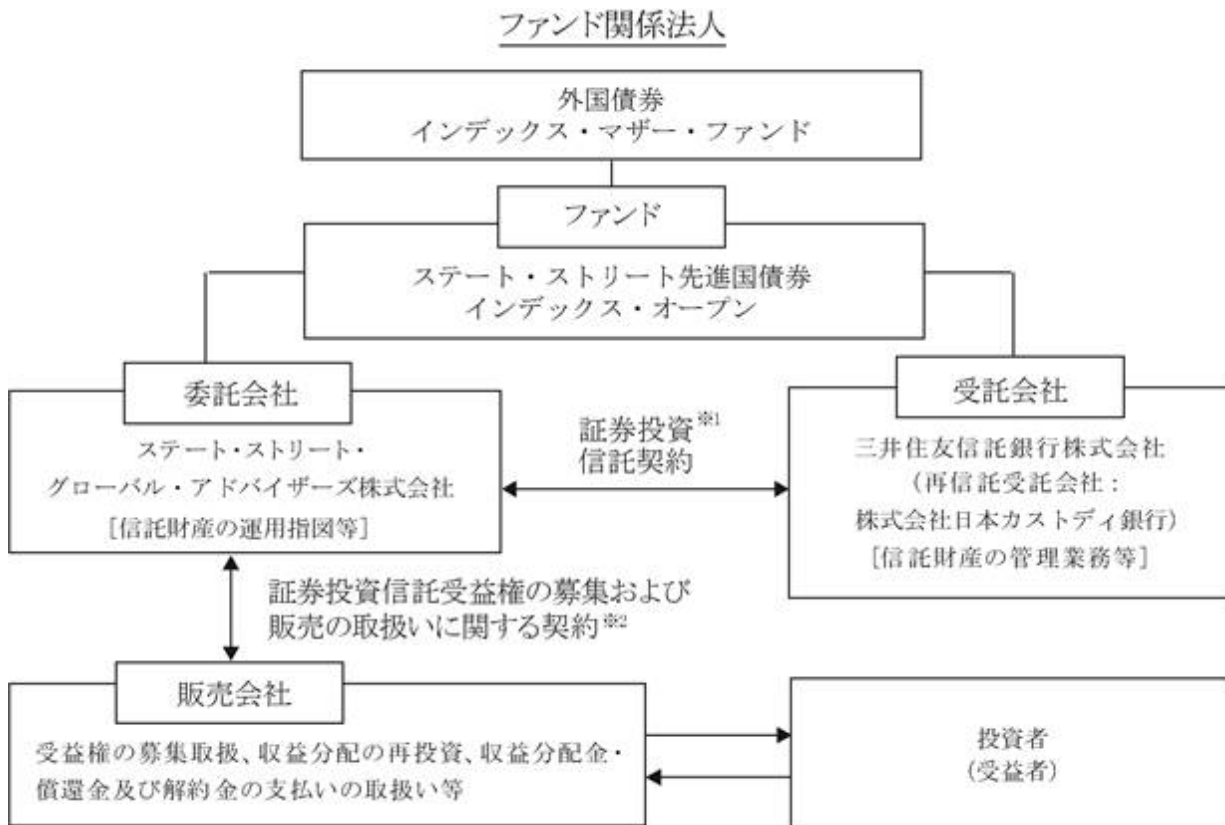 ファンド関係法人
外国債券
インデックス・マザー・ファンド
ファンド
ステート・ストリート先進国債券
インデックス・オープン
委託会社
ステート・ストリート・
グローバル・アドバイザーズ株式会社
[信託財産の運用指図等]
証券投資※1
信託契約
受託会社
三井住友信託銀行株式会社
(再信託受託会社:
株式会社日本カストディ銀行)
[信託財産の管理業務等]
証券投資信託受益権の募集および
販売の取扱いに関する契約※2
販売会社
受益権の募集取扱、収益分配の再投資、収益分配金・
償還金及び解約金の支払いの取扱い等
投資者
(受益者)